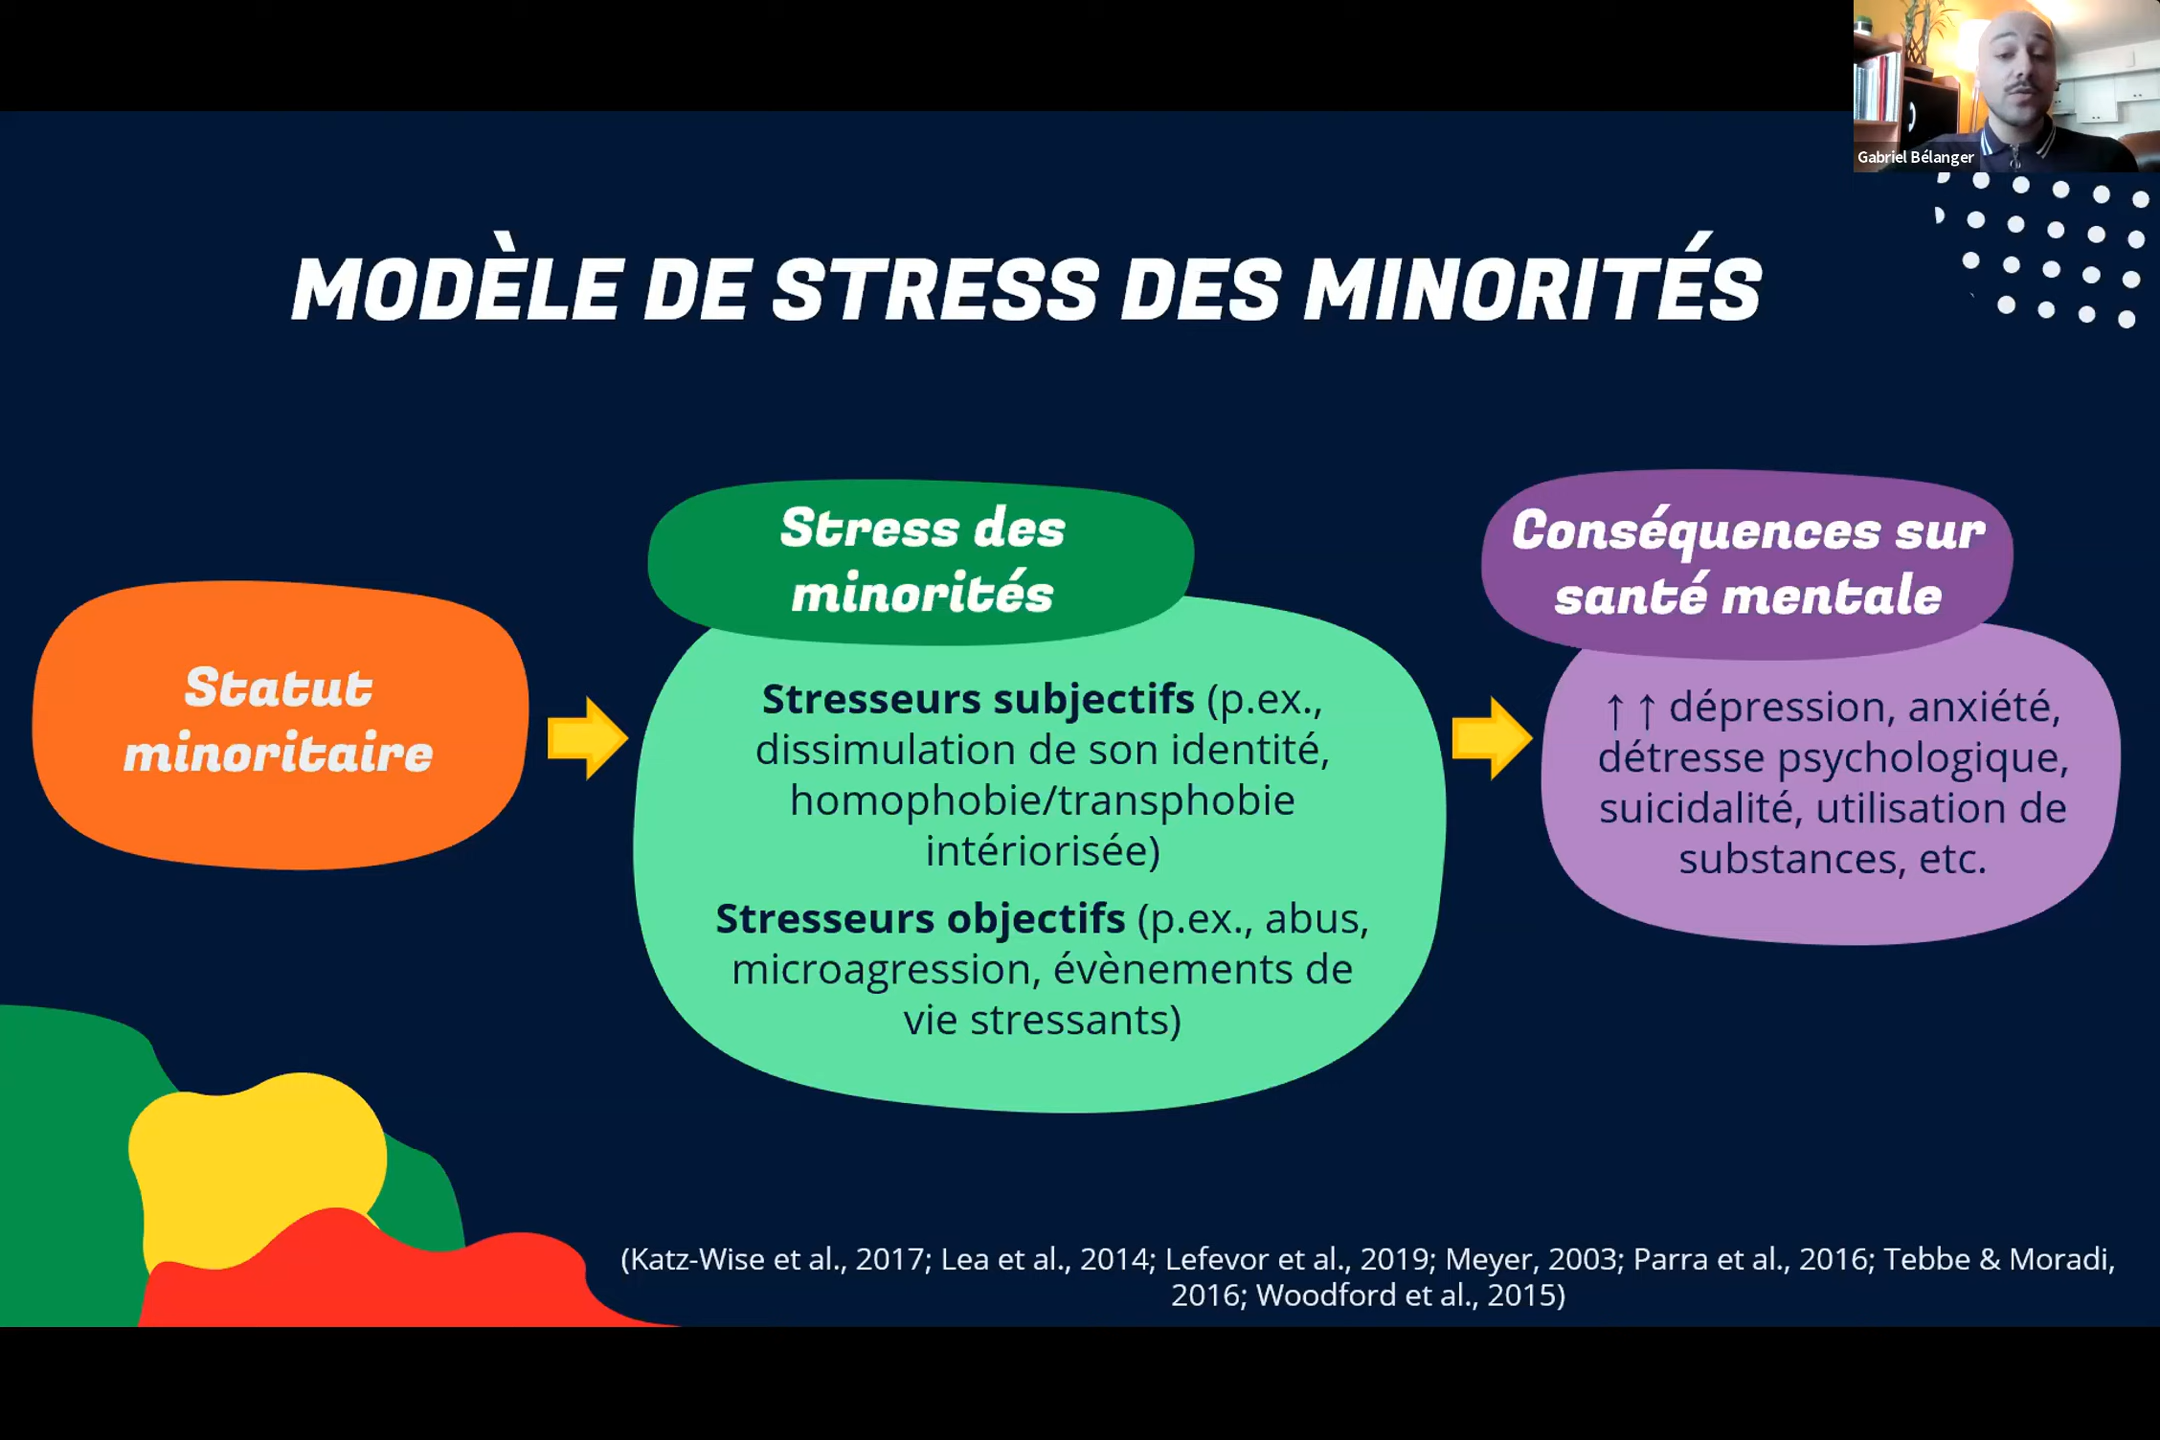 Gabriel Bélanger
MODÈLE DE STRESS DES MINORITÉS
Statut
minoritaire
Stress des
minorités
Stresseurs subjectifs (p.ex.,
dissimulation de son identité,
homophobie/transphobie
intériorisée)
Stresseurs objectifs (p.ex., abus,
microagression, évènements de
vie stressants)
Conséquences sur
santé mentale
↑ ↑ dépression, anxiété,
détresse psychologique,
suicidalité, utilisation de
substances, etc.
(Katz-Wise et al., 2017; Lea et al., 2014; Lefevor et al., 2019; Meyer, 2003; Parra et al., 2016; Tebbe & Moradi,
2016; Woodford et al., 2015)